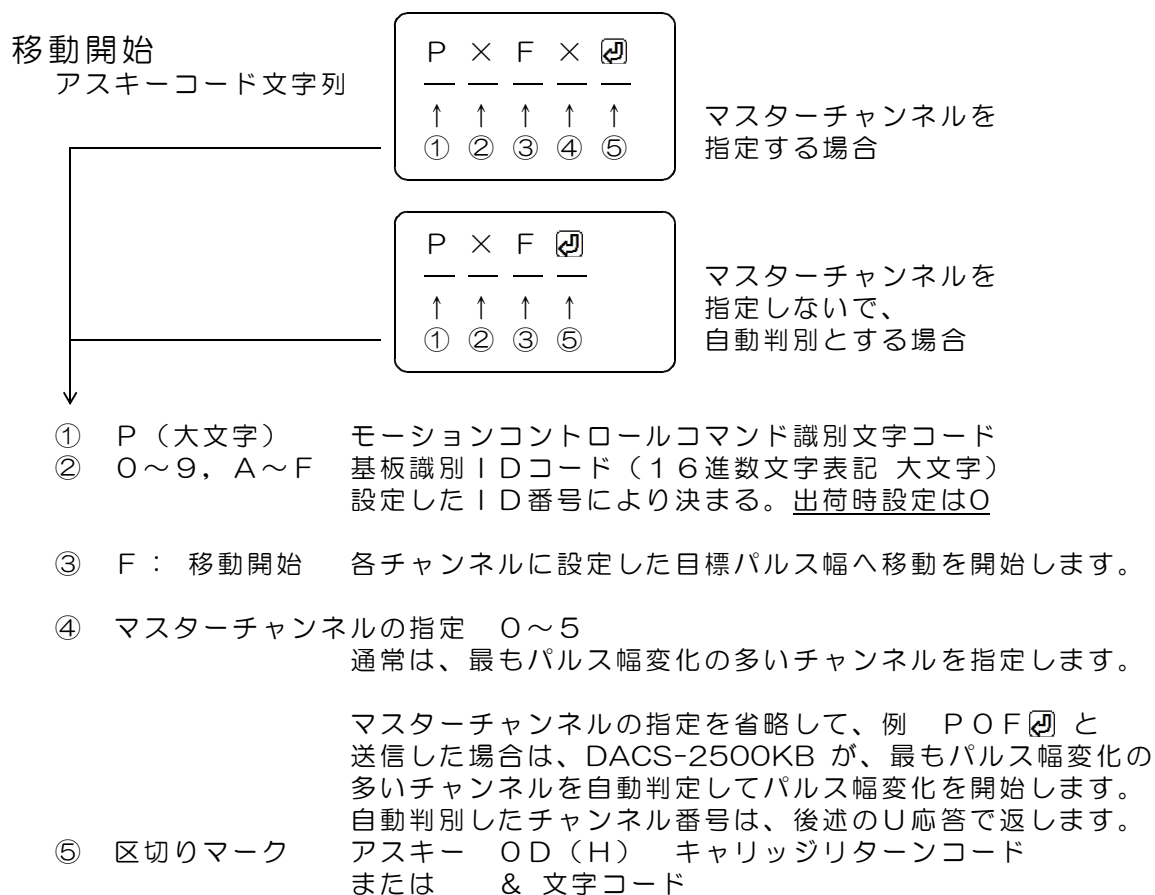 移動開始
アスキーコード文字列
P × F × ⏎
↑ ↑ ↑ ↑ ↑
① ② ③ ④ ⑤
マスターチャンネルを
指定する場合
P × F ⏎
↑ ↑ ↑ ↑
① ② ③ ⑤
マスターチャンネルを
指定しないで、
自動判別とする場合
① P（大文字） モーションコントロールコマンド識別文字コード
② 0～9，A～F 基板識別IDコード（16進数文字表記 大文字）
設定したID番号により決まる。出荷時設定は0
③ F： 移動開始 各チャンネルに設定した目標パルス幅へ移動を開始します。
④ マスターチャンネルの指定 0～5
通常は、最もパルス幅変化の多いチャンネルを指定します。
マスターチャンネルの指定を省略して、例 P0F⏎ と
送信した場合は、DACS-2500KB が、最もパルス幅変化の
多いチャンネルを自動判定してパルス幅変化を開始します。
自動判別したチャンネル番号は、後述のU応答で返します。
⑤ 区切りマーク アスキー 0D（H） キャリッジリターンコード
または & 文字コード